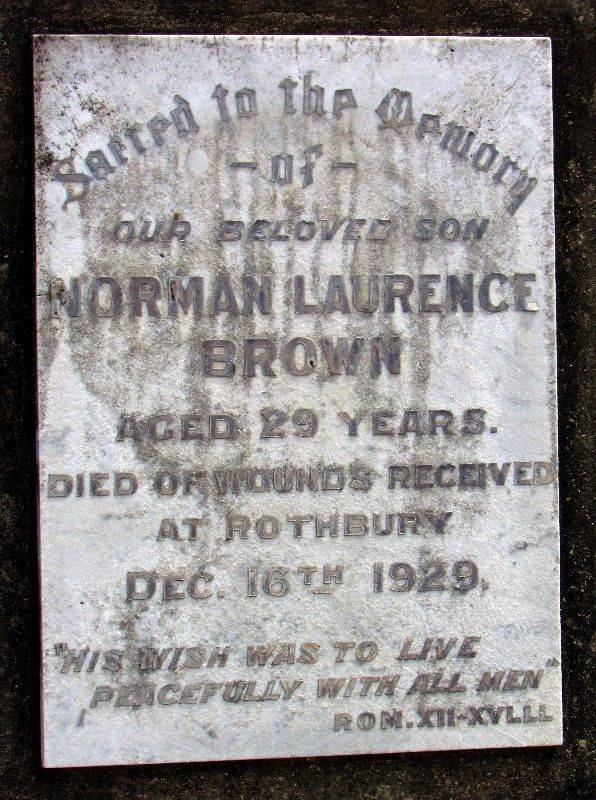 Sacred to the Memory
- of -
OUR BELOVED SON
NORMAN LAURENCE
BROWN
AGED 29 YEARS.
DIED OF WOUNDS RECEIVED
AT ROTHBURY
DEC. 16TH 1929.
"HIS WISH WAS TO LIVE
PEACEFULLY WITH ALL MEN"
ROM. XII-XVLLL